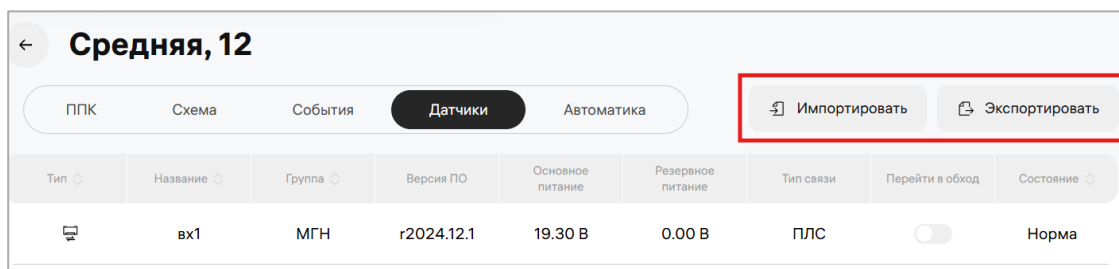 Средняя, 12
ППК Схема События Датчики Автоматика Импортировать Экспортировать
Тип Название Группа Версия ПО Основное питание Резервное питание Тип связи Перейти в обход Состояние
вх1 МГН r2024.12.1 19.30 В 0.00 В ПЛС Норма